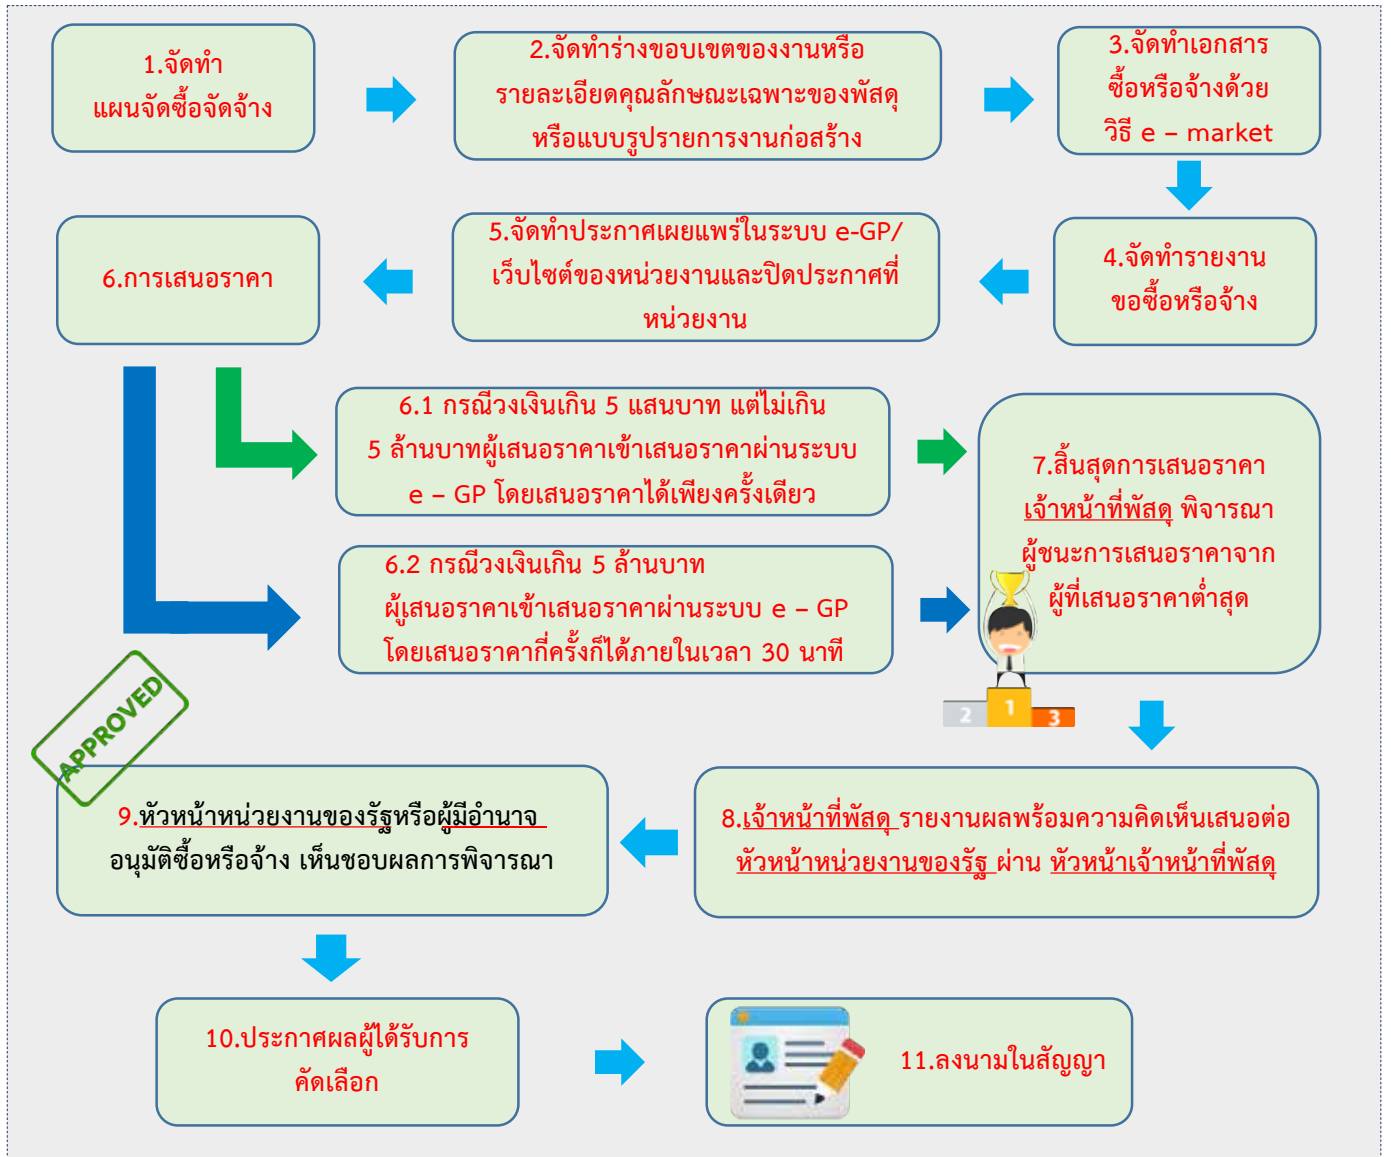 1.จัดทำ
แผนจัดซื้อจัดจ้าง
2.จัดทำร่างขอบเขตของงานหรือ
รายละเอียดคุณลักษณะเฉพาะของพัสดุ
หรือแบบรูปรายการงานก่อสร้าง
3.จัดทำเอกสาร
ซื้อหรือจ้างด้วย
วิธี e – market
4.จัดทำรายงาน
ขอซื้อหรือจ้าง
5.จัดทำประกาศเผยแพร่ในระบบ e-GP/
เว็บไซต์ของหน่วยงานและปิดประกาศที่
หน่วยงาน
6.การเสนอราคา
6.1 กรณีวงเงินเกิน 5 แสนบาท แต่ไม่เกิน
5 ล้านบาทผู้เสนอราคาเข้าเสนอราคาผ่านระบบ
e – GP โดยเสนอราคาได้เพียงครั้งเดียว
6.2 กรณีวงเงินเกิน 5 ล้านบาท
ผู้เสนอราคาเข้าเสนอราคาผ่านระบบ e – GP
โดยเสนอราคากี่ครั้งก็ได้ภายในเวลา 30 นาที
7.สิ้นสุดการเสนอราคา
เจ้าหน้าที่พัสดุ พิจารณา
ผู้ชนะการเสนอราคาจาก
ผู้ที่เสนอราคาต่ำสุด
2 1 3
8.เจ้าหน้าที่พัสดุ รายงานผลพร้อมความคิดเห็นเสนอต่อ
หัวหน้าหน่วยงานของรัฐ ผ่าน หัวหน้าเจ้าหน้าที่พัสดุ
APPROVED
9.หัวหน้าหน่วยงานของรัฐหรือผู้มีอำนาจ
อนุมัติซื้อหรือจ้าง เห็นชอบผลการพิจารณา
10.ประกาศผลผู้ได้รับการ
คัดเลือก
11.ลงนามในสัญญา